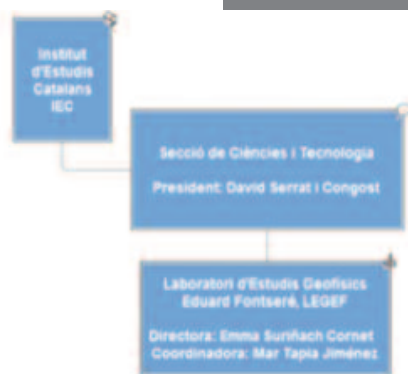 Institut
d'Estudis
Catalans
IEC
Secció de Ciències i Tecnologia
President: David Serrat i Congost
Laboratori d'Estudis Geofísics
Eduard Fontserè, LEGEF
Directora: Emma Suriñach Cornet
Coordinadora: Mar Tapia Jiménez